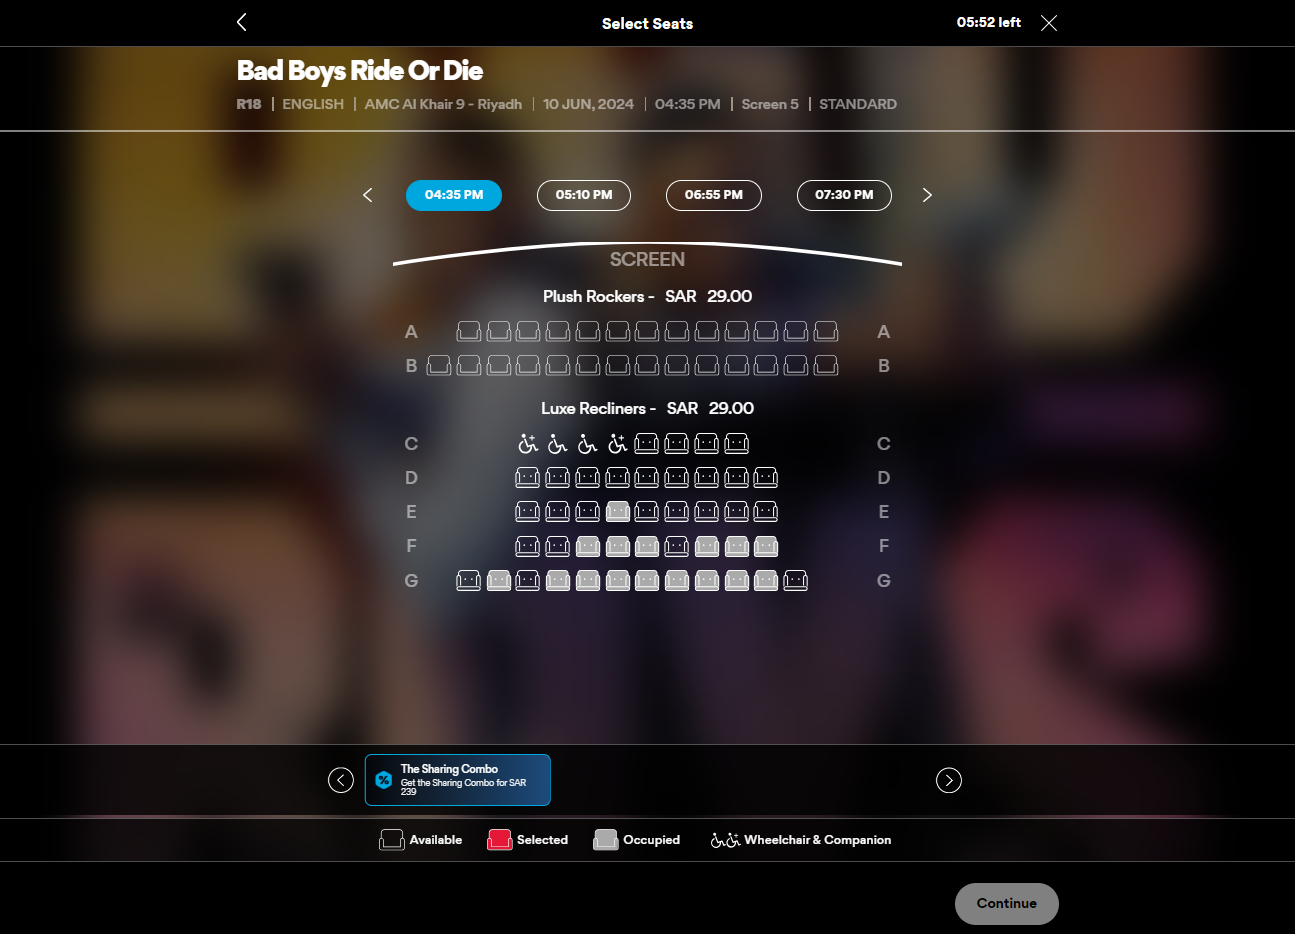 Select Seats
05:52 left
Bad Boys Ride Or Die
R18 | ENGLISH | AMC Al Khair 9 - Riyadh | 10 JUN, 2024 | 04:35 PM | Screen 5 | STANDARD
04:35 PM 05:10 PM 06:55 PM 07:30 PM
SCREEN
Plush Rockers - SAR 29.00
A A
B B
Luxe Recliners - SAR 29.00
C C
D D
E E
F F
G G
The Sharing Combo
Get the Sharing Combo for SAR
239
Available Selected Occupied Wheelchair & Companion
Continue